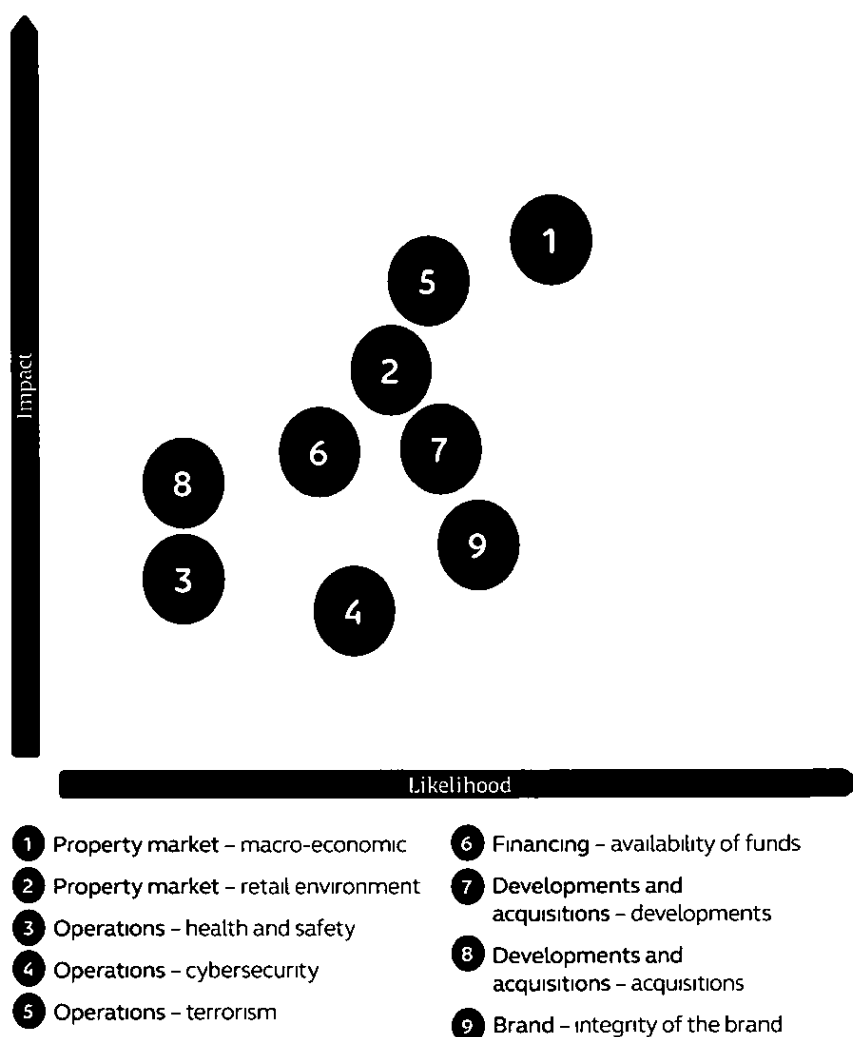 1
5
2
7
6
8
9
3
4
Impact
Likelihood
1 Property market – macro-economic
2 Property market – retail environment
3 Operations – health and safety
4 Operations – cybersecurity
5 Operations – terrorism
6 Financing – availability of funds
7 Developments and
acquisitions – developments
8 Developments and
acquisitions – acquisitions
9 Brand – integrity of the brand